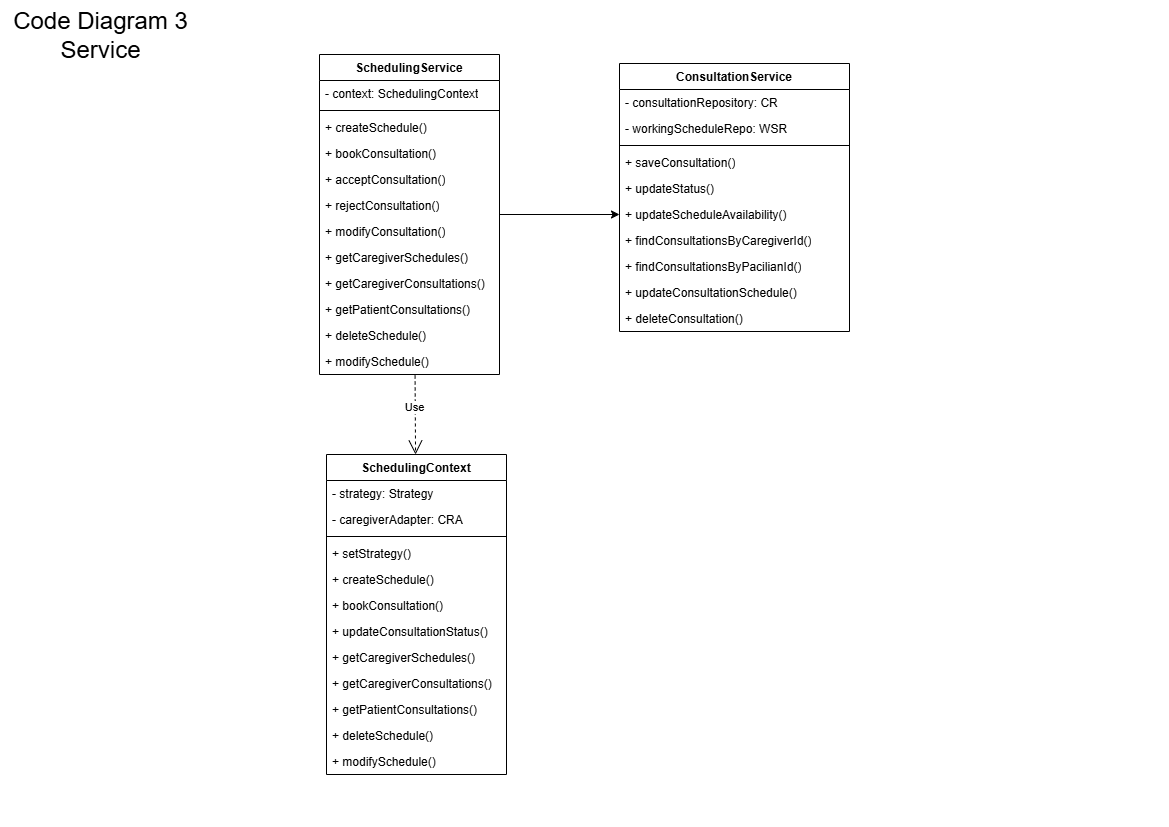 Code Diagram 3
Service
SchedulingService
- context: SchedulingContext
+ createSchedule()
+ bookConsultation()
+ acceptConsultation()
+ rejectConsultation()
+ modifyConsultation()
+ getCaregiverSchedules()
+ getCaregiverConsultations()
+ getPatientConsultations()
+ deleteSchedule()
+ modifySchedule()
ConsultationService
- consultationRepository: CR
- workingScheduleRepo: WSR
+ saveConsultation()
+ updateStatus()
+ updateScheduleAvailability()
+ findConsultationsByCaregiverId()
+ findConsultationsByPacilianId()
+ updateConsultationSchedule()
+ deleteConsultation()
Use
SchedulingContext
- strategy: Strategy
- caregiverAdapter: CRA
+ setStrategy()
+ createSchedule()
+ bookConsultation()
+ updateConsultationStatus()
+ getCaregiverSchedules()
+ getCaregiverConsultations()
+ getPatientConsultations()
+ deleteSchedule()
+ modifySchedule()